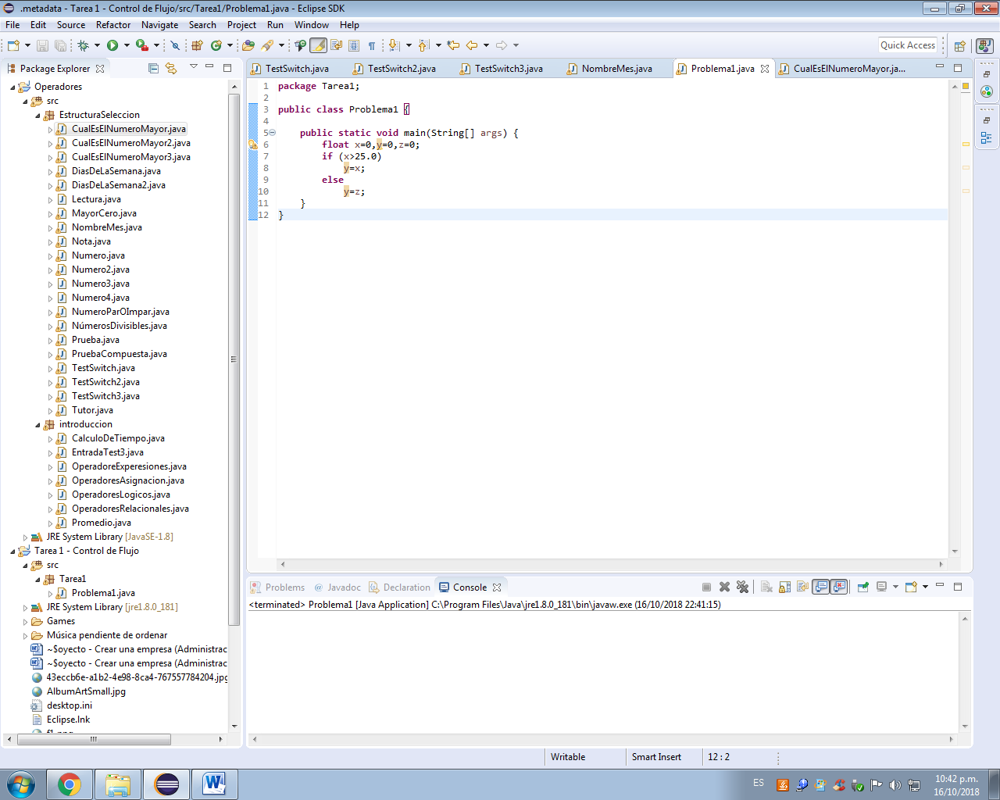 .metadata - Tarea 1 - Control de Flujo/src/Tarea1/Problema1.java - Eclipse SDK
File Edit Source Refactor Navigate Search Project Run Window Help
Quick Access
Package Explorer
Operadores
src
EstructuraSeleccion
CualEsElNumeroMayor.java
CualEsElNumeroMayor2.java
CualEsElNumeroMayor3.java
DiasDeLaSemana.java
DiasDeLaSemana2.java
Lectura.java
MayorCero.java
NombreMes.java
Nota.java
Numero.java
Numero2.java
Numero3.java
Numero4.java
NumeroParOImpar.java
NúmerosDivisibles.java
Prueba.java
PruebaCompuesta.java
TestSwitch.java
TestSwitch2.java
TestSwitch3.java
Tutor.java
introduccion
CalculoDeTiempo.java
EntradaTest3.java
OperadoreExperesiones.java
OperadoresAsignacion.java
OperadoresLogicos.java
OperadoresRelacionales.java
Promedio.java
JRE System Library [JavaSE-1.8]
Tarea 1 - Control de Flujo
src
Tarea1
Problema1.java
JRE System Library [jre1.8.0_181]
Games
Música pendiente de ordenar
~$oyecto - Crear una empresa (Administrac
~$oyecto - Crear una empresa (Administrac
43eccb6e-a1b2-4e98-8ca4-767557784204.jpg
AlbumArtSmall.jpg
desktop.ini
Eclipse.lnk
TestSwitch.java TestSwitch2.java TestSwitch3.java NombreMes.java Problema1.java CualEsElNumeroMayor.ja...
1 package Tarea1;
2
3 public class Problema1 {
4
5 public static void main(String[] args) {
6 float x=0,y=0,z=0;
7 if (x>25.0)
8 y=x;
9 else
10 y=z;
11 }
12 }
Problems @ Javadoc Declaration Console
<terminated> Problema1 [Java Application] C:\Program Files\Java\jre1.8.0_181\bin\javaw.exe (16/10/2018 22:41:15)
Writable Smart Insert 12 : 2
ES
10:42 p.m.
16/10/2018